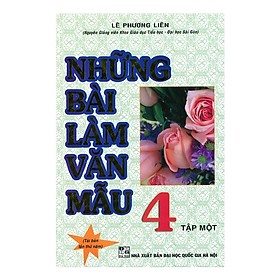 LÊ PHƯƠNG LIÊN
(Nguyên Giảng viên Khoa Giáo dục Tiểu học - Đại học Sài Gòn)
NHỮNG
BÀI
LÀM
VĂN
MẪU
4
TẬP MỘT
(Tái bản
lần thứ năm)
NHÀ XUẤT BẢN ĐẠI HỌC QUỐC GIA HÀ NỘI